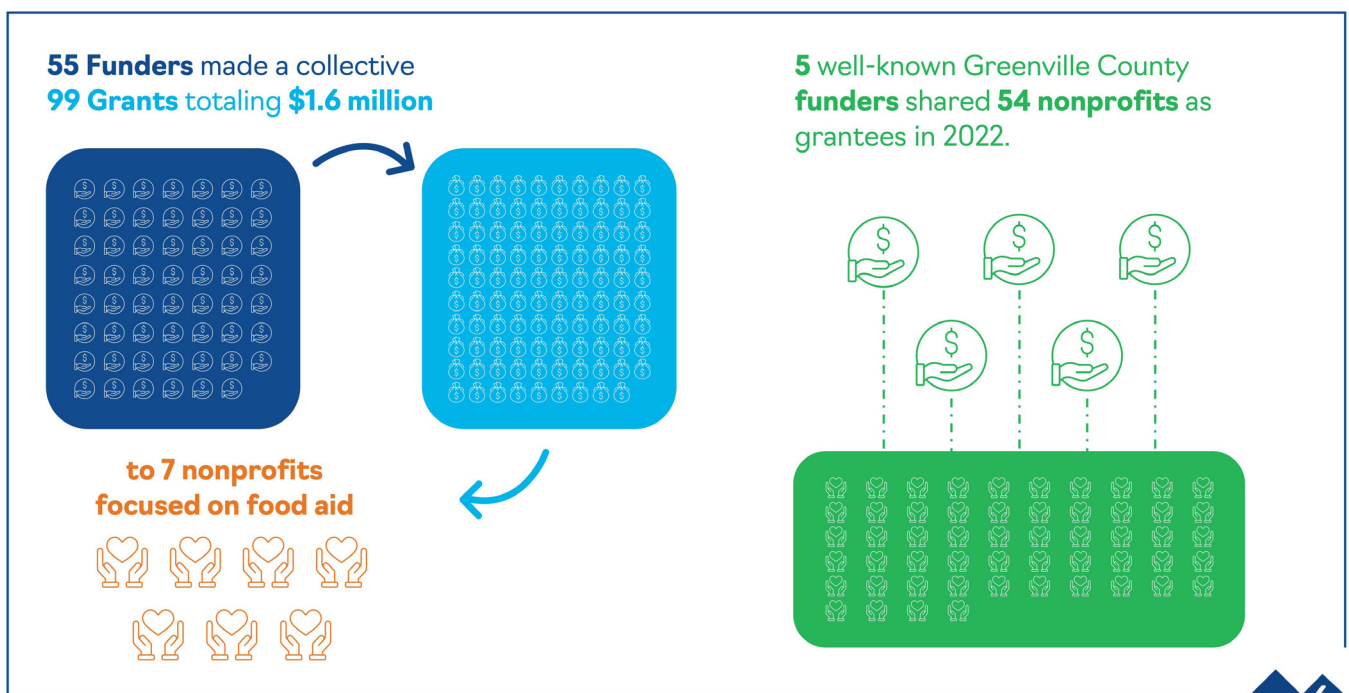 55 Funders made a collective
99 Grants totaling $1.6 million
to 7 nonprofits
focused on food aid
5 well-known Greenville County
funders shared 54 nonprofits as
grantees in 2022.